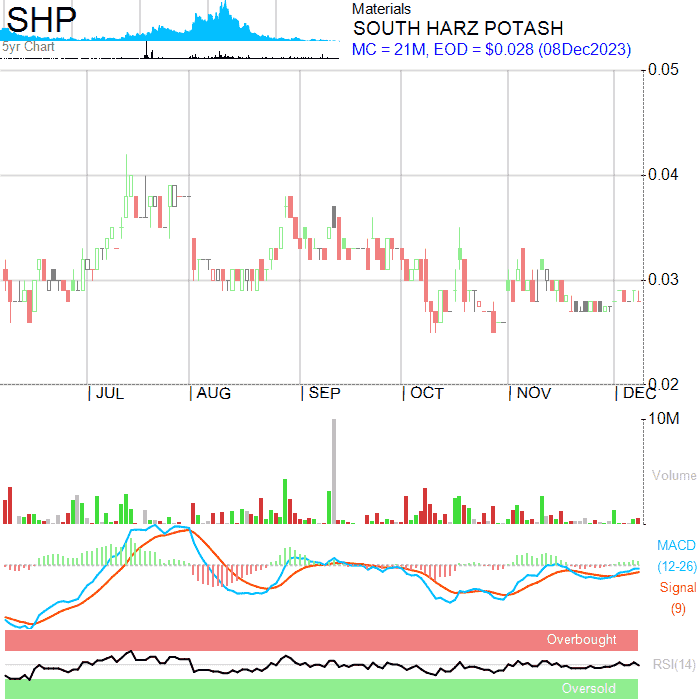 SHP
5yr Chart
Materials
SOUTH HARZ POTASH
MC = 21M, EOD = $0.028 (08Dec2023)
0.05
0.04
0.03
0.02
JUL AUG SEP OCT NOV DEC
10M
Volume
MACD
(12-26)
Signal
(9)
Overbought
RSI(14)
Oversold